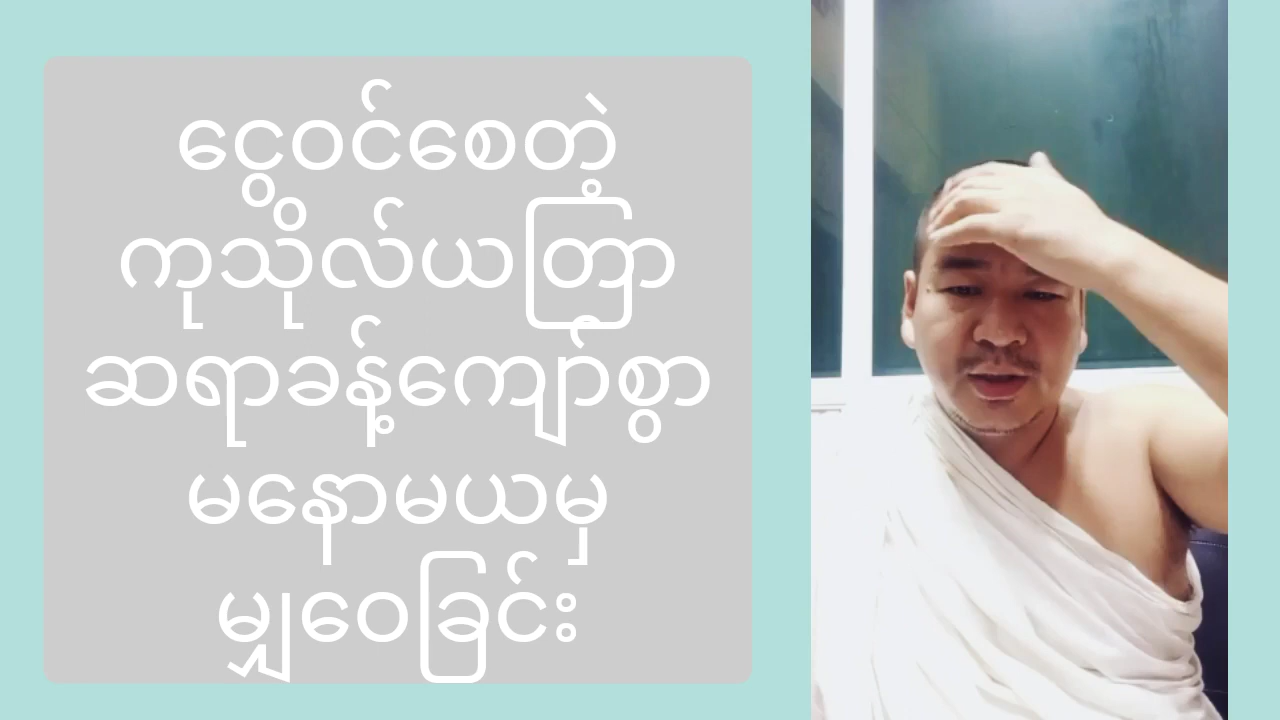 ငွေဝင်စေတဲ့
ကုသိုလ်ယတြာ
ဆရာခန့်ကျော်စွာ
မနောမယမှ
မျှဝေခြင်း